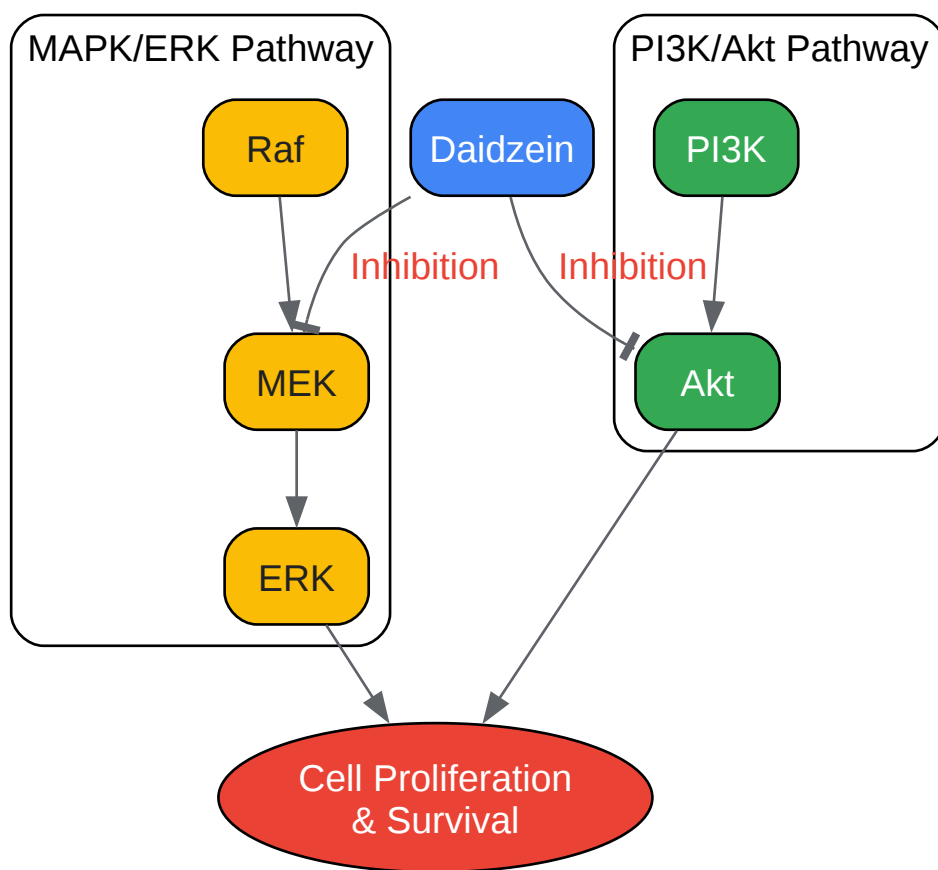 MAPK/ERK Pathway
PI3K/Akt Pathway
Raf
Daidzein
PI3K
Inhibition
Inhibition
MEK
Akt
ERK
Cell Proliferation
& Survival